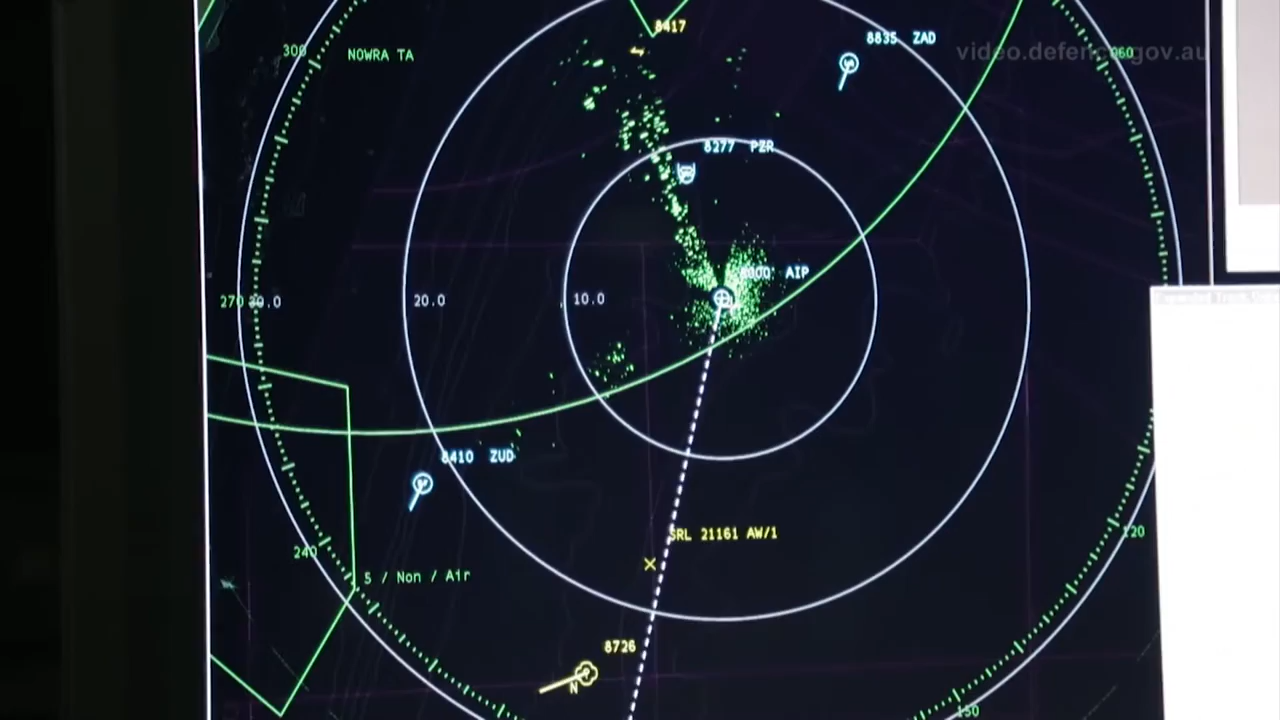 8417
8835 ZAD
video.defence.gov.au
300
NOWRA TA
060
8277 PZR
8000 AIP
270
30.0
20.0
10.0
8410 ZUD
SRL 21161 AW/1
120
240
5 / Non / Air
8726
N
150